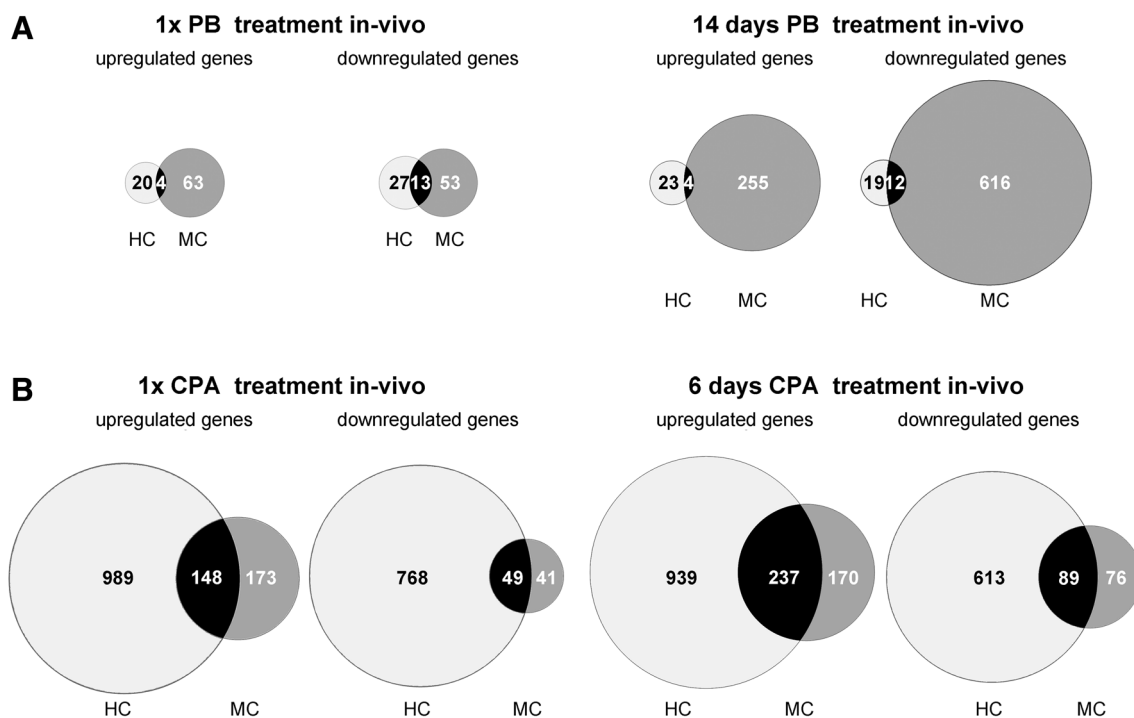 A
1x PB treatment in-vivo
14 days PB treatment in-vivo
upregulated genes
downregulated genes
upregulated genes
downregulated genes
20 4 63
27 13 53
23 4 255
19 12 616
HC MC
HC MC
HC MC
HC MC
B
1x CPA treatment in-vivo
6 days CPA treatment in-vivo
upregulated genes
downregulated genes
upregulated genes
downregulated genes
989 148 173
768 49 41
939 237 170
613 89 76
HC MC
HC MC
HC MC
HC MC